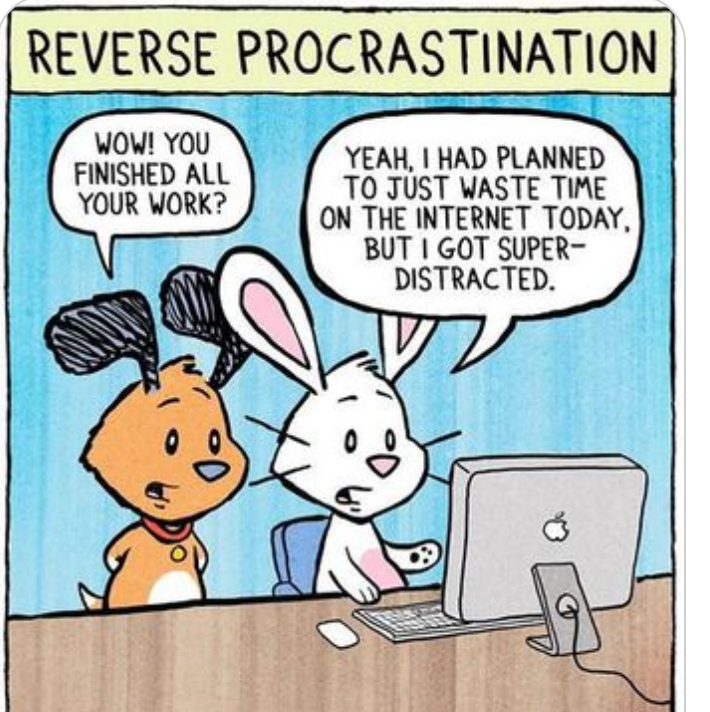 REVERSE PROCRASTINATION
WOW! YOU
FINISHED ALL
YOUR WORK?
YEAH, I HAD PLANNED
TO JUST WASTE TIME
ON THE INTERNET TODAY,
BUT I GOT SUPER-
DISTRACTED.